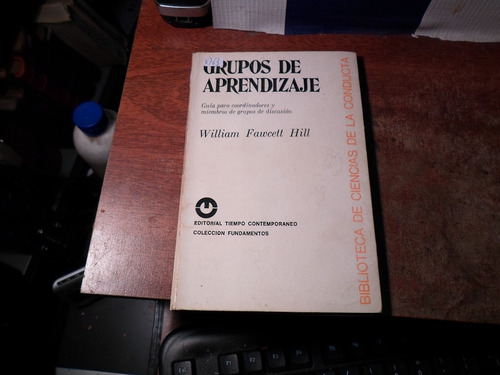 GRUPOS DE
APRENDIZAJE
Guía para coordinadores y
miembros de grupos de discusión
William Fawcett Hill
EDITORIAL TIEMPO CONTEMPORANEO
COLECCION FUNDAMENTOS
BIBLIOTECA DE CIENCIAS DE LA CONDUCTA